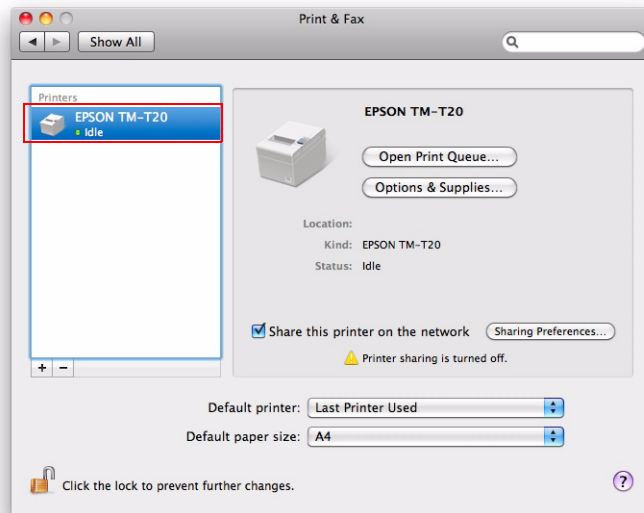 Print & Fax
Show All
Printers
EPSON TM-T20
Idle
EPSON TM-T20
Open Print Queue...
Options & Supplies...
Location:
Kind: EPSON TM-T20
Status: Idle
Share this printer on the network Sharing Preferences...
Printer sharing is turned off.
+ −
Default printer: Last Printer Used
Default paper size: A4
Click the lock to prevent further changes. ?